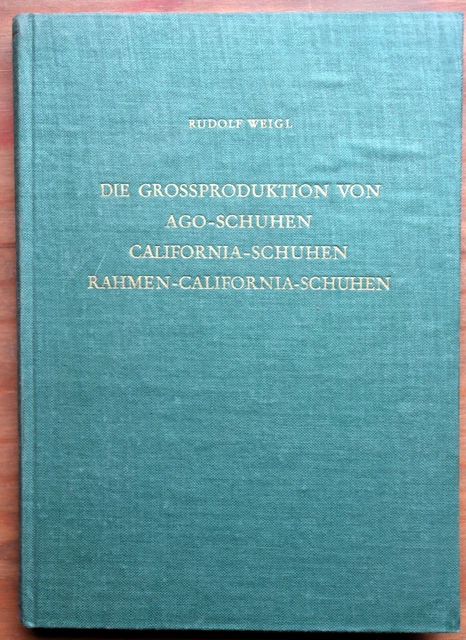 RUDOLF WEIGL
DIE GROSSPRODUKTION VON
AGO-SCHUHEN
CALIFORNIA-SCHUHEN
RAHMEN-CALIFORNIA-SCHUHEN